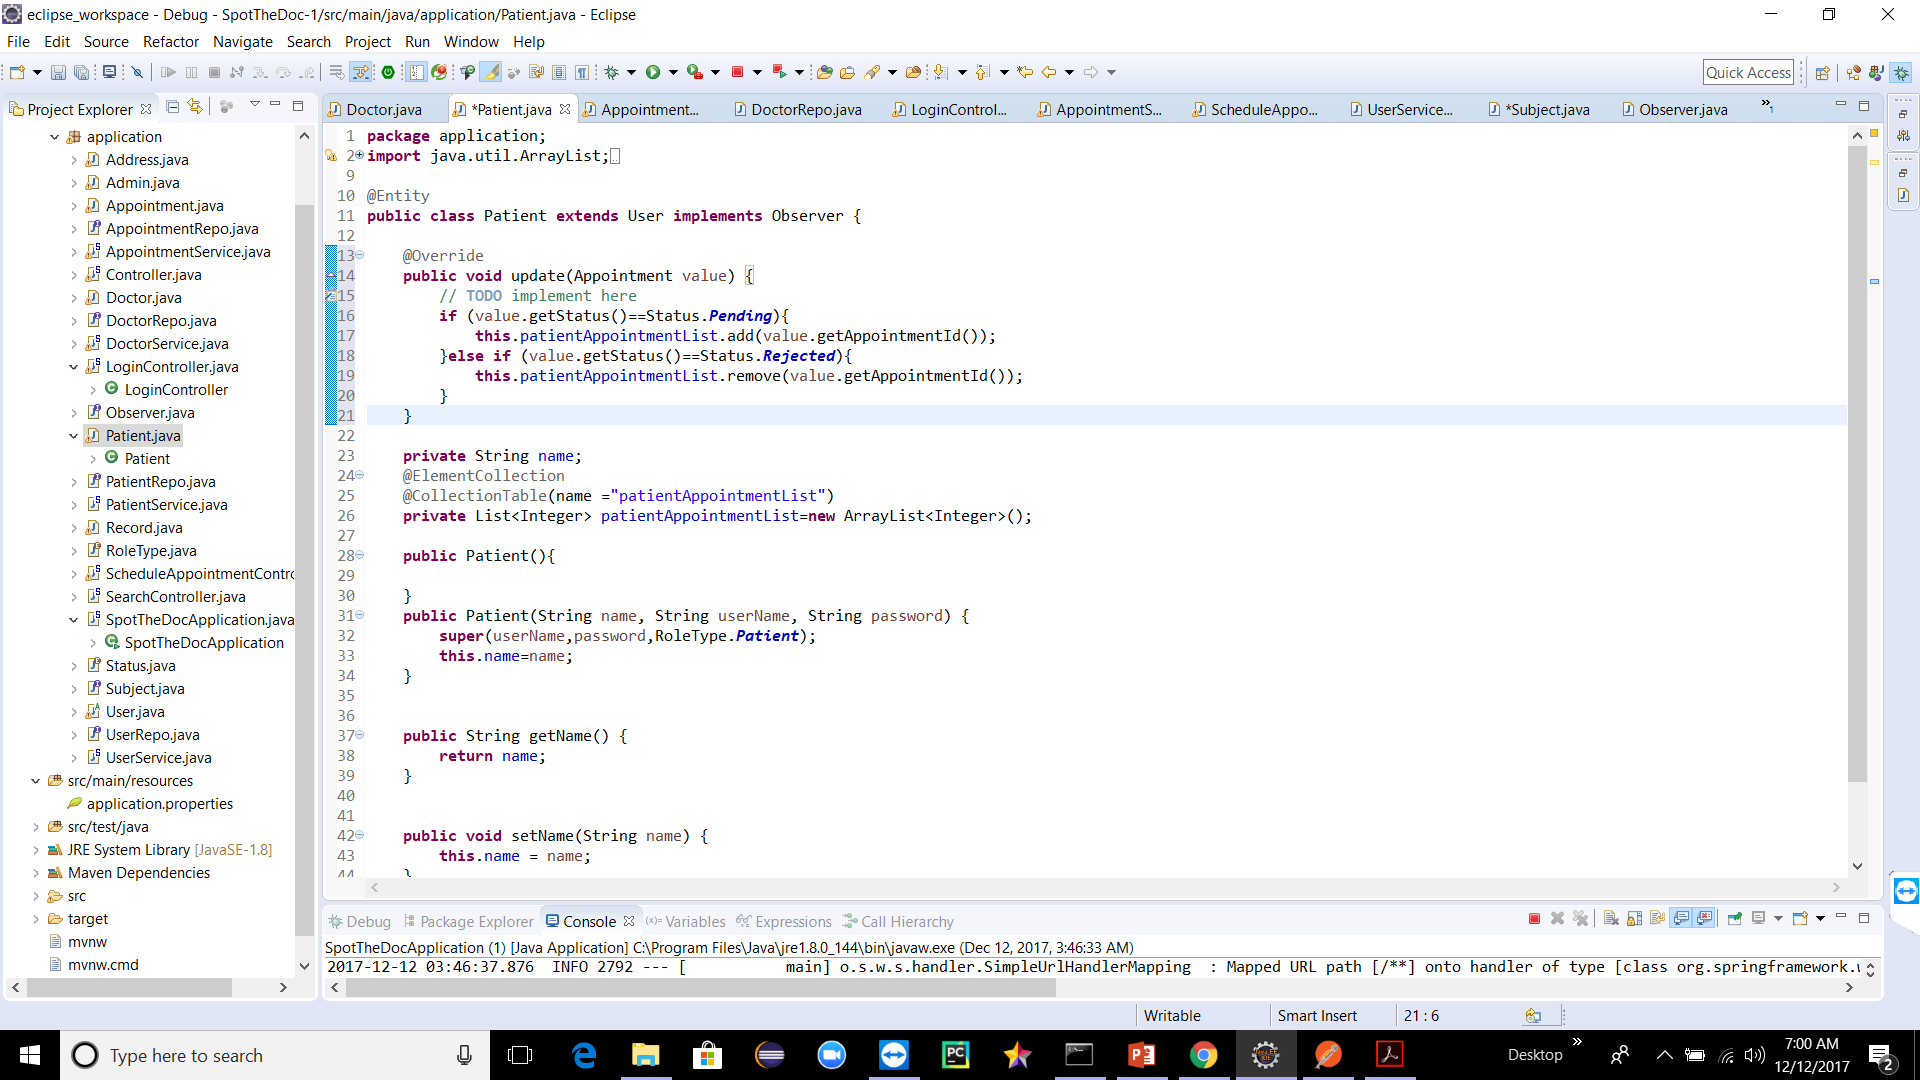 eclipse_workspace - Debug - SpotTheDoc-1/src/main/java/application/Patient.java - Eclipse
File Edit Source Refactor Navigate Search Project Run Window Help
Quick Access
Project Explorer
application
Address.java
Admin.java
Appointment.java
AppointmentRepo.java
AppointmentService.java
Controller.java
Doctor.java
DoctorRepo.java
DoctorService.java
LoginController.java
LoginController
Observer.java
Patient.java
Patient
PatientRepo.java
PatientService.java
Record.java
RoleType.java
ScheduleAppointmentContro
SearchController.java
SpotTheDocApplication.java
SpotTheDocApplication
Status.java
Subject.java
User.java
UserRepo.java
UserService.java
src/main/resources
application.properties
src/test/java
JRE System Library [JavaSE-1.8]
Maven Dependencies
src
target
mvnw
mvnw.cmd
Doctor.java *Patient.java Appointment... DoctorRepo.java LoginControl... AppointmentS... ScheduleAppo... UserService... *Subject.java Observer.java »1
1 package application;
2 import java.util.ArrayList;
9
10 @Entity
11 public class Patient extends User implements Observer {
12
13 @Override
14 public void update(Appointment value) {
15 // TODO implement here
16 if (value.getStatus()==Status.Pending){
17 this.patientAppointmentList.add(value.getAppointmentId());
18 }else if (value.getStatus()==Status.Rejected){
19 this.patientAppointmentList.remove(value.getAppointmentId());
20 }
21 }
22
23 private String name;
24 @ElementCollection
25 @CollectionTable(name ="patientAppointmentList")
26 private List<Integer> patientAppointmentList=new ArrayList<Integer>();
27
28 public Patient(){
29
30 }
31 public Patient(String name, String userName, String password) {
32 super(userName,password,RoleType.Patient);
33 this.name=name;
34 }
35
36
37 public String getName() {
38 return name;
39 }
40
41
42 public void setName(String name) {
43 this.name = name;
44 }
Debug Package Explorer Console Variables Expressions Call Hierarchy
SpotTheDocApplication (1) [Java Application] C:\Program Files\Java\jre1.8.0_144\bin\javaw.exe (Dec 12, 2017, 3:46:33 AM)
2017-12-12 03:46:37.876 INFO 2792 --- [ main] o.s.w.s.handler.SimpleUrlHandlerMapping : Mapped URL path [/**] onto handler of type [class org.springframework.w
Writable Smart Insert 21 : 6
Type here to search
Desktop »
7:00 AM
12/12/2017
2